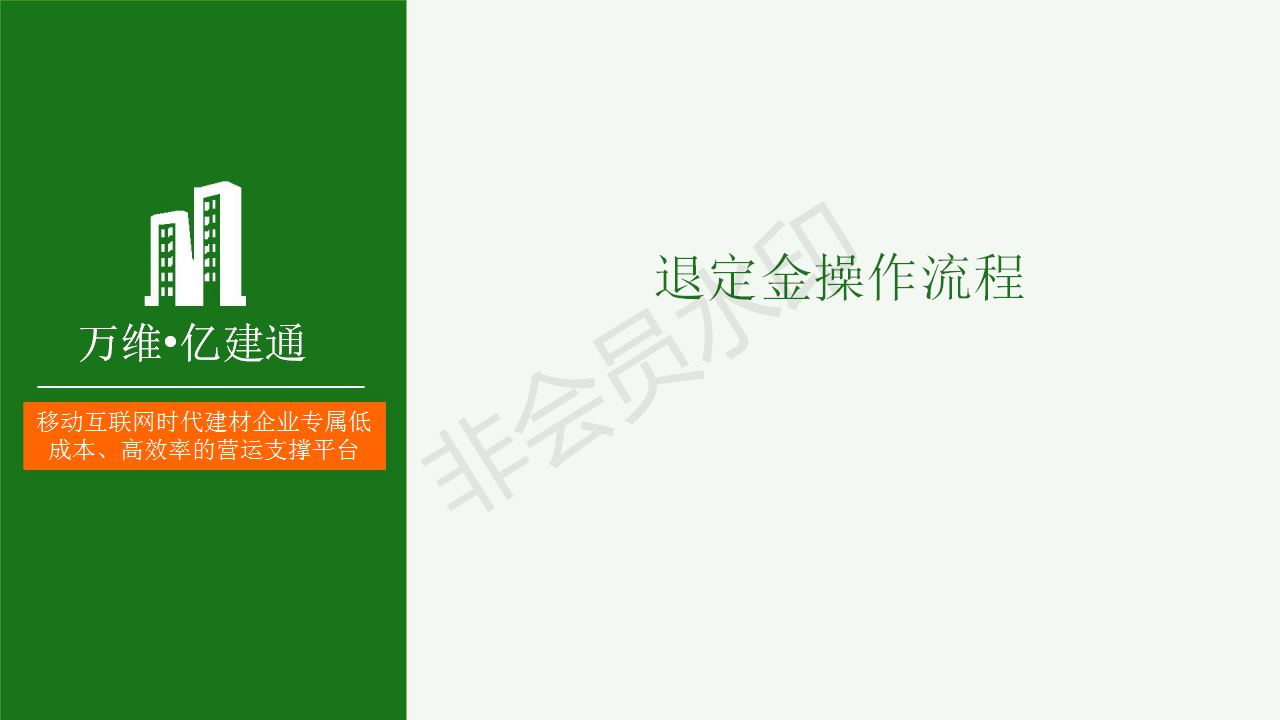 万维•亿建通
移动互联网时代建材企业专属低
成本、高效率的营运支撑平台
退定金操作流程
非会员水印